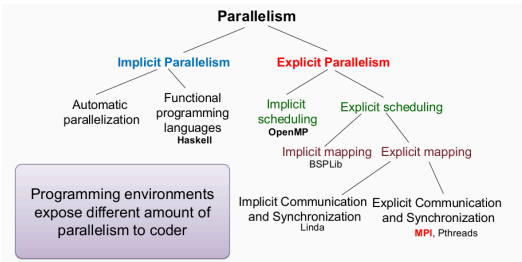 Parallelism
Implicit Parallelism
Explicit Parallelism
Automatic
parallelization
Functional
programming
languages
Haskell
Implicit
scheduling
OpenMP
Explicit scheduling
Implicit mapping
BSPLib
Explicit mapping
Implicit Communication
and Synchronization
Linda
Explicit Communication
and Synchronization
MPI, Pthreads
Programming environments
expose different amount of
parallelism to coder